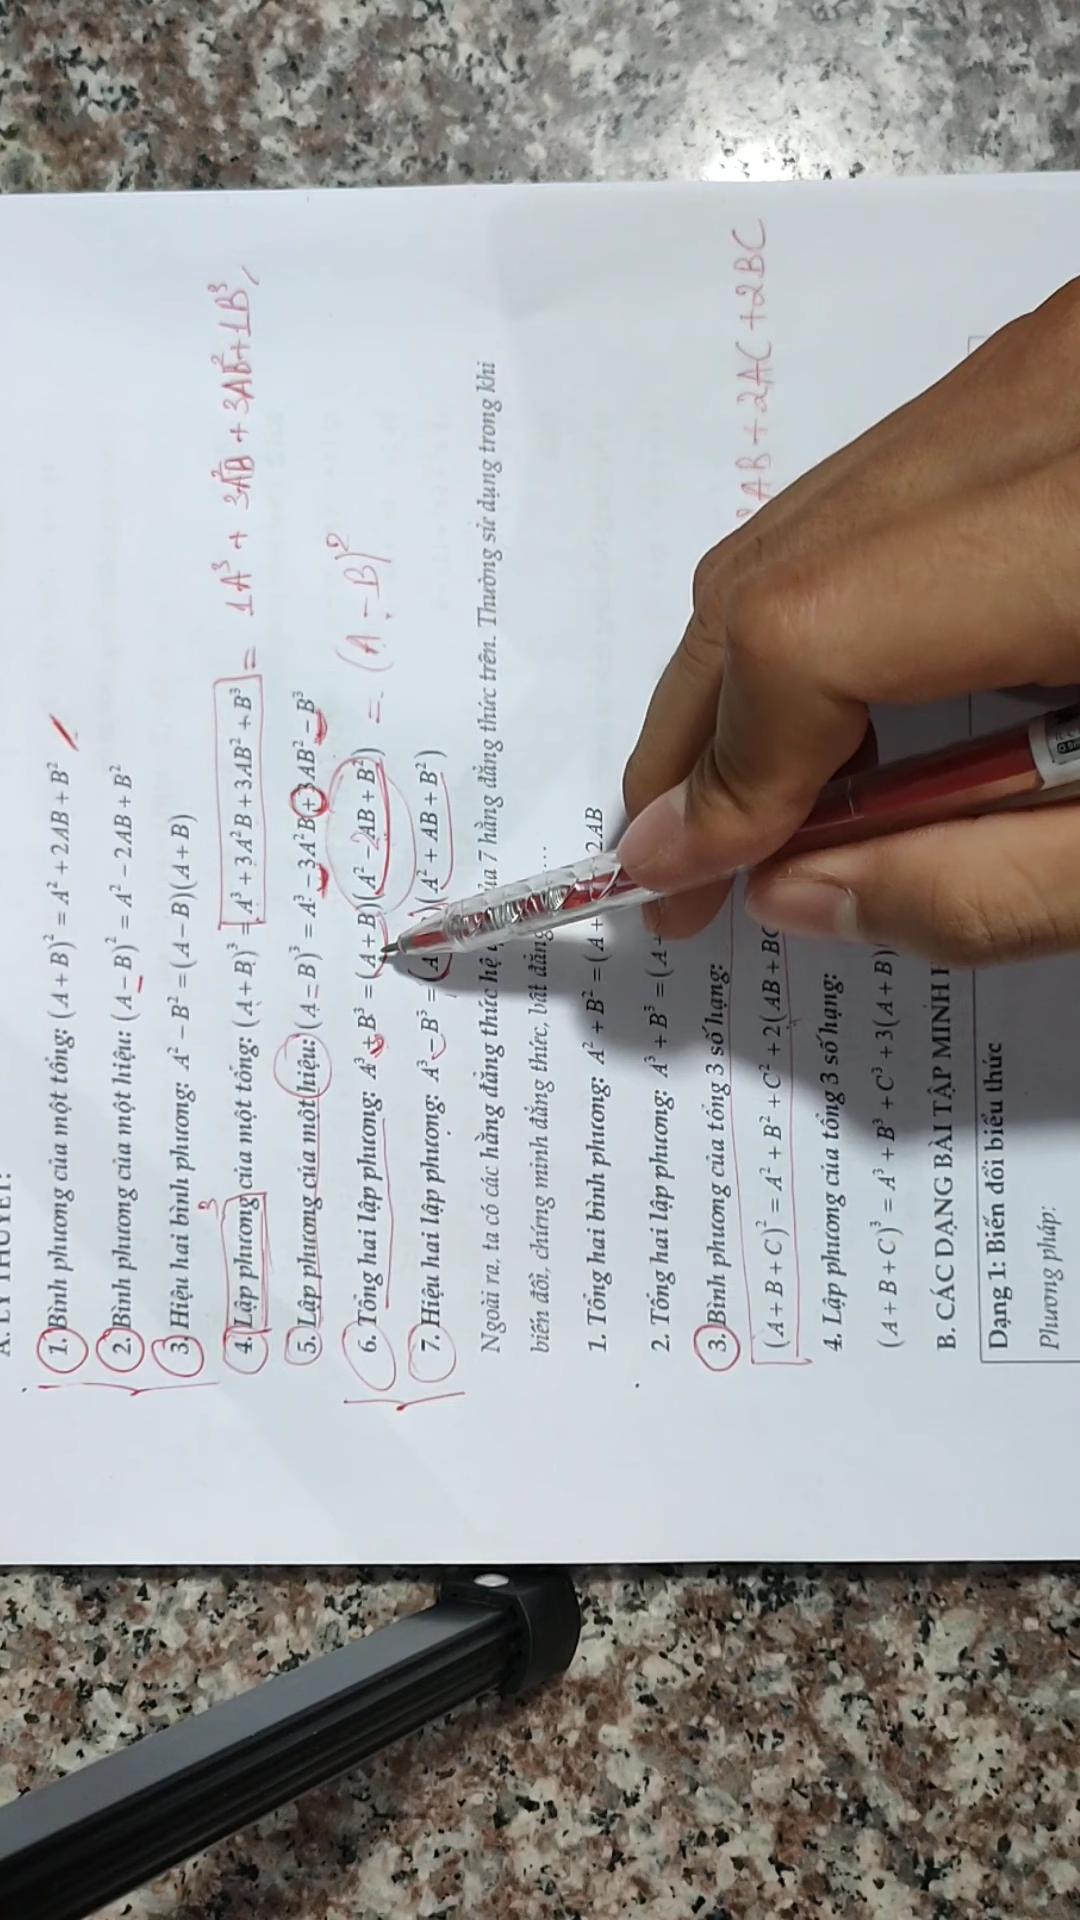 A. LÝ THUYẾT:
1. Bình phương của một tổng: (A + B)² = A² + 2AB + B²
2. Bình phương của một hiệu: (A − B)² = A² − 2AB + B²
3. Hiệu hai bình phương: A² − B² = (A − B)(A + B)
4. Lập phương của một tổng: (A + B)³ = A³ + 3A²B + 3AB² + B³ = 1A³ + 3A²B + 3AB² + 1B³
3
5. Lập phương của một hiệu: (A − B)³ = A³ − 3A²B + 3AB² − B³
6. Tổng hai lập phương: A³ + B³ = (A + B)(A² − 2AB + B²) = (A − B)²
7. Hiệu hai lập phương: A³ − B³ = (A )(A² + AB + B²)
Ngoài ra, ta có các hằng đẳng thức hệ 7 hằng đẳng thức trên. Thường sử dụng trong khi
biến đổi, chứng minh đẳng thức, bất đẳng ...
1. Tổng hai bình phương: A² + B² = (A + 2AB
2. Tổng hai lập phương: A³ + B³ = (A
3. Bình phương của tổng 3 số hạng:
(A + B + C)² = A² + B² + C² + 2(AB + BC AB + 2AC + 2BC
4. Lập phương của tổng 3 số hạng:
(A + B + C)³ = A³ + B³ + C³ + 3(A + B)
B. CÁC DẠNG BÀI TẬP MINH
Dạng 1: Biến đổi biểu thức
Phương pháp: